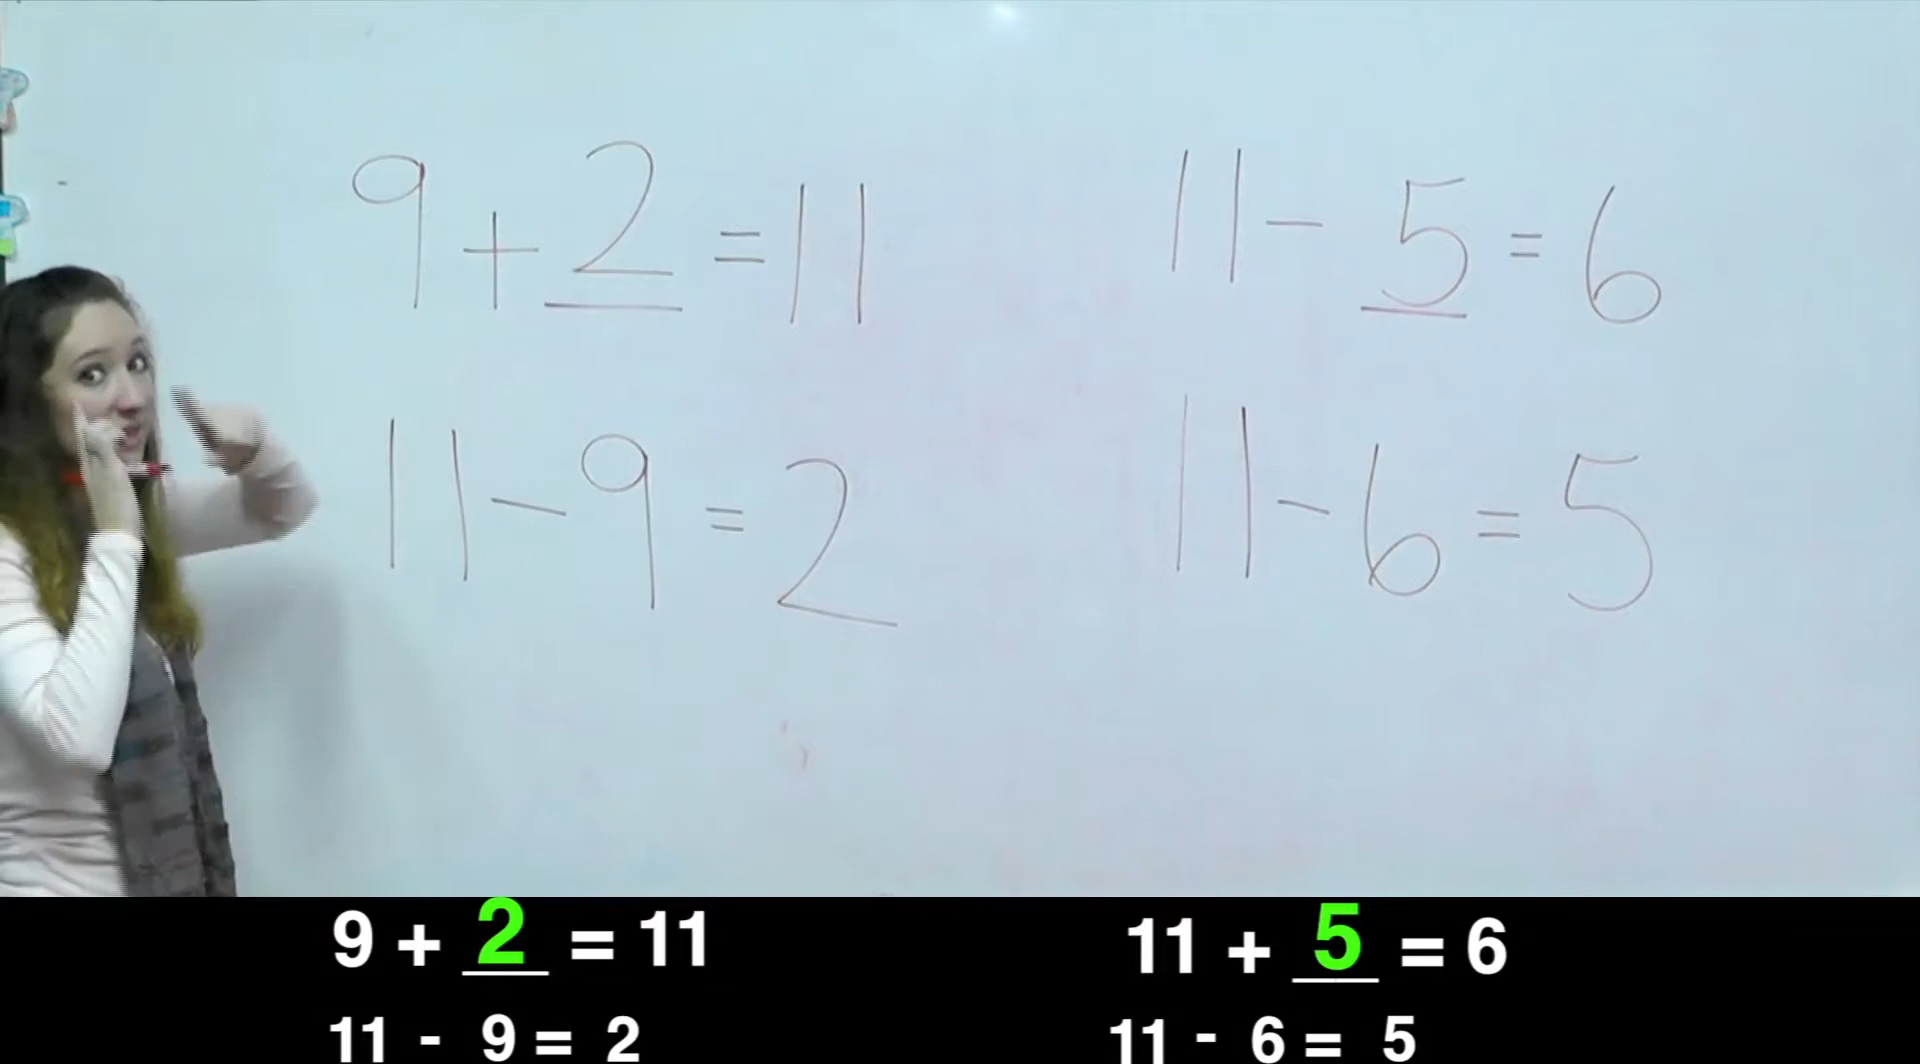 9 + 2 = 11
11 - 5 = 6
11 - 9 = 2
11 - 6 = 5
9 + 2 = 11
11 + 5 = 6
11 - 9 = 2
11 - 6 = 5